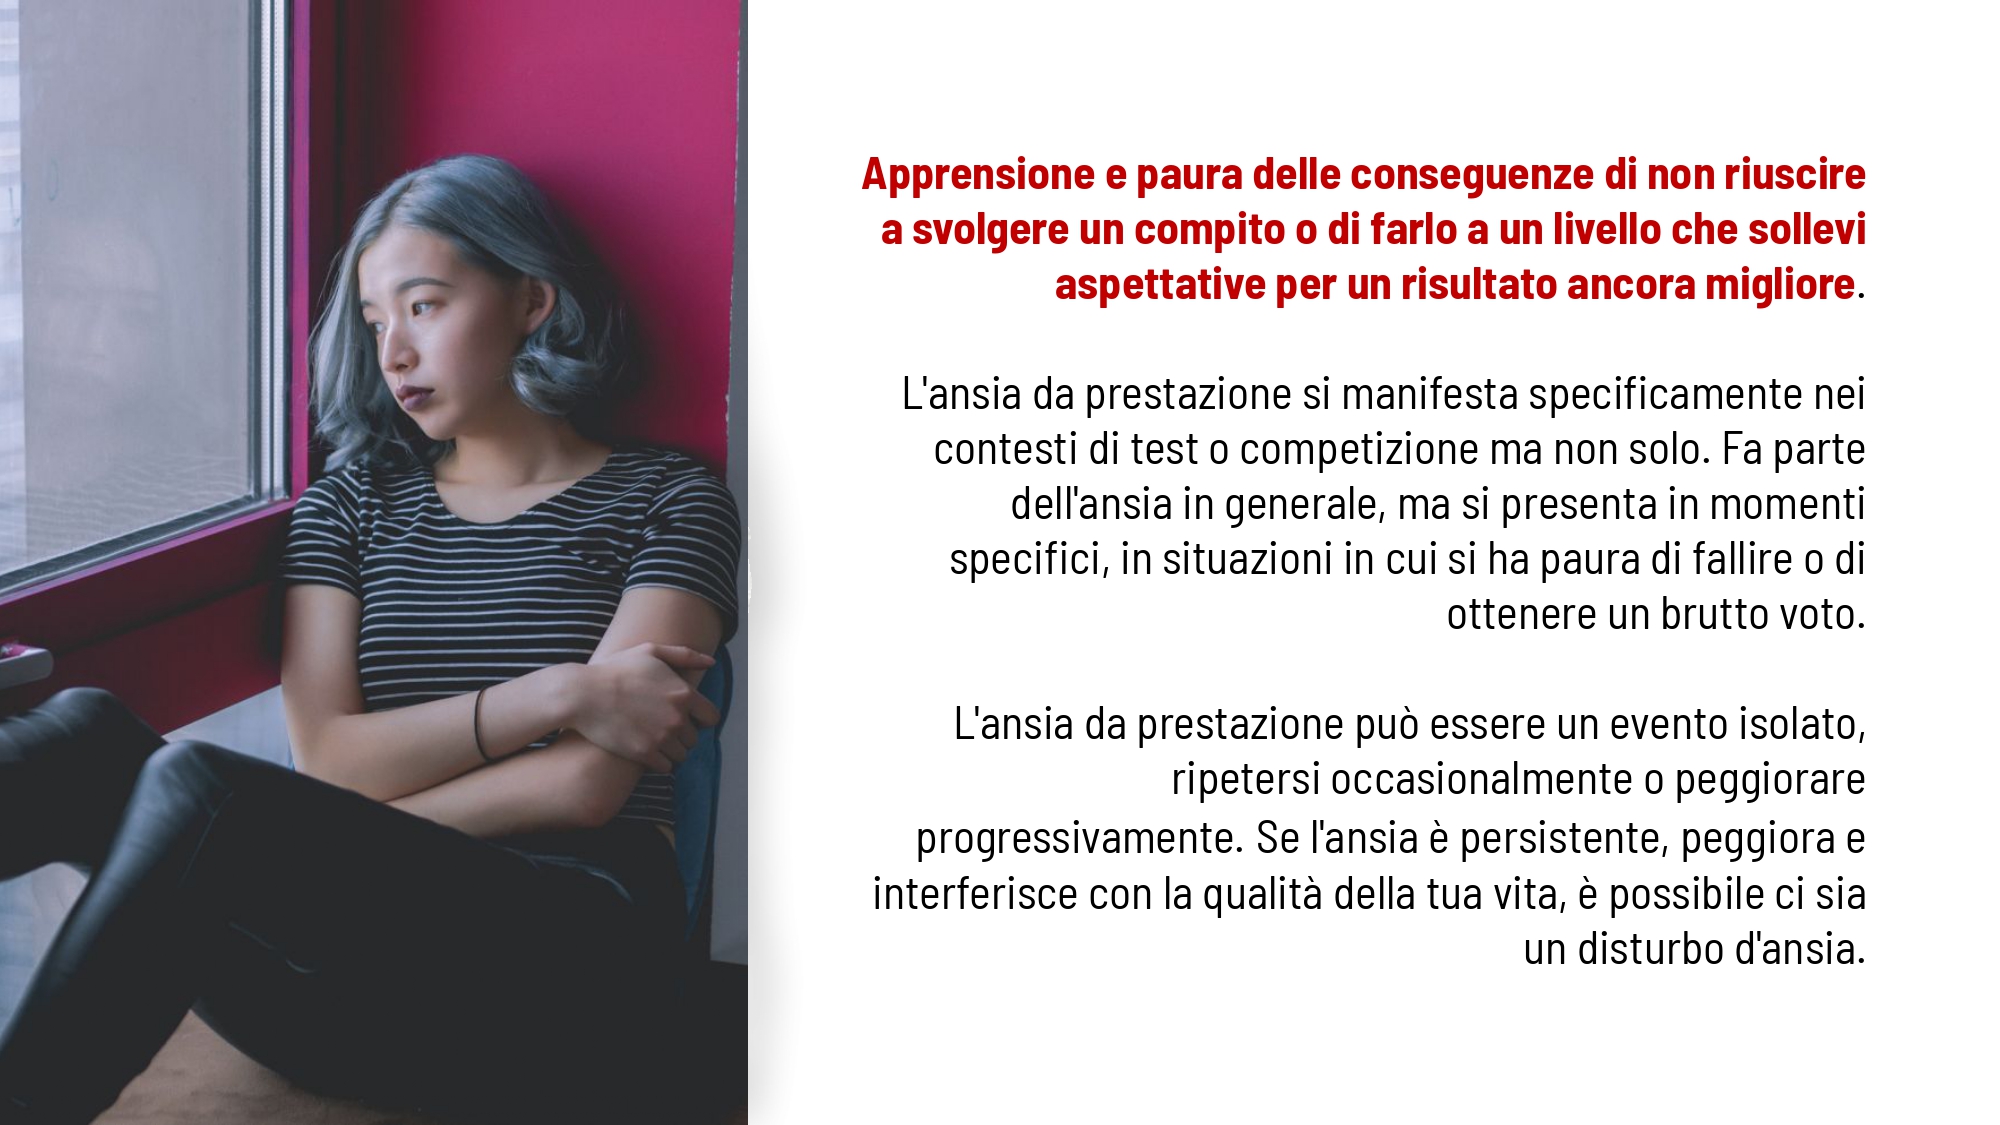 Apprensione e paura delle conseguenze di non riuscire
a svolgere un compito o di farlo a un livello che sollevi
aspettative per un risultato ancora migliore.
L'ansia da prestazione si manifesta specificamente nei
contesti di test o competizione ma non solo. Fa parte
dell'ansia in generale, ma si presenta in momenti
specifici, in situazioni in cui si ha paura di fallire o di
ottenere un brutto voto.
L'ansia da prestazione può essere un evento isolato,
ripetersi occasionalmente o peggiorare
progressivamente. Se l'ansia è persistente, peggiora e
interferisce con la qualità della tua vita, è possibile ci sia
un disturbo d'ansia.